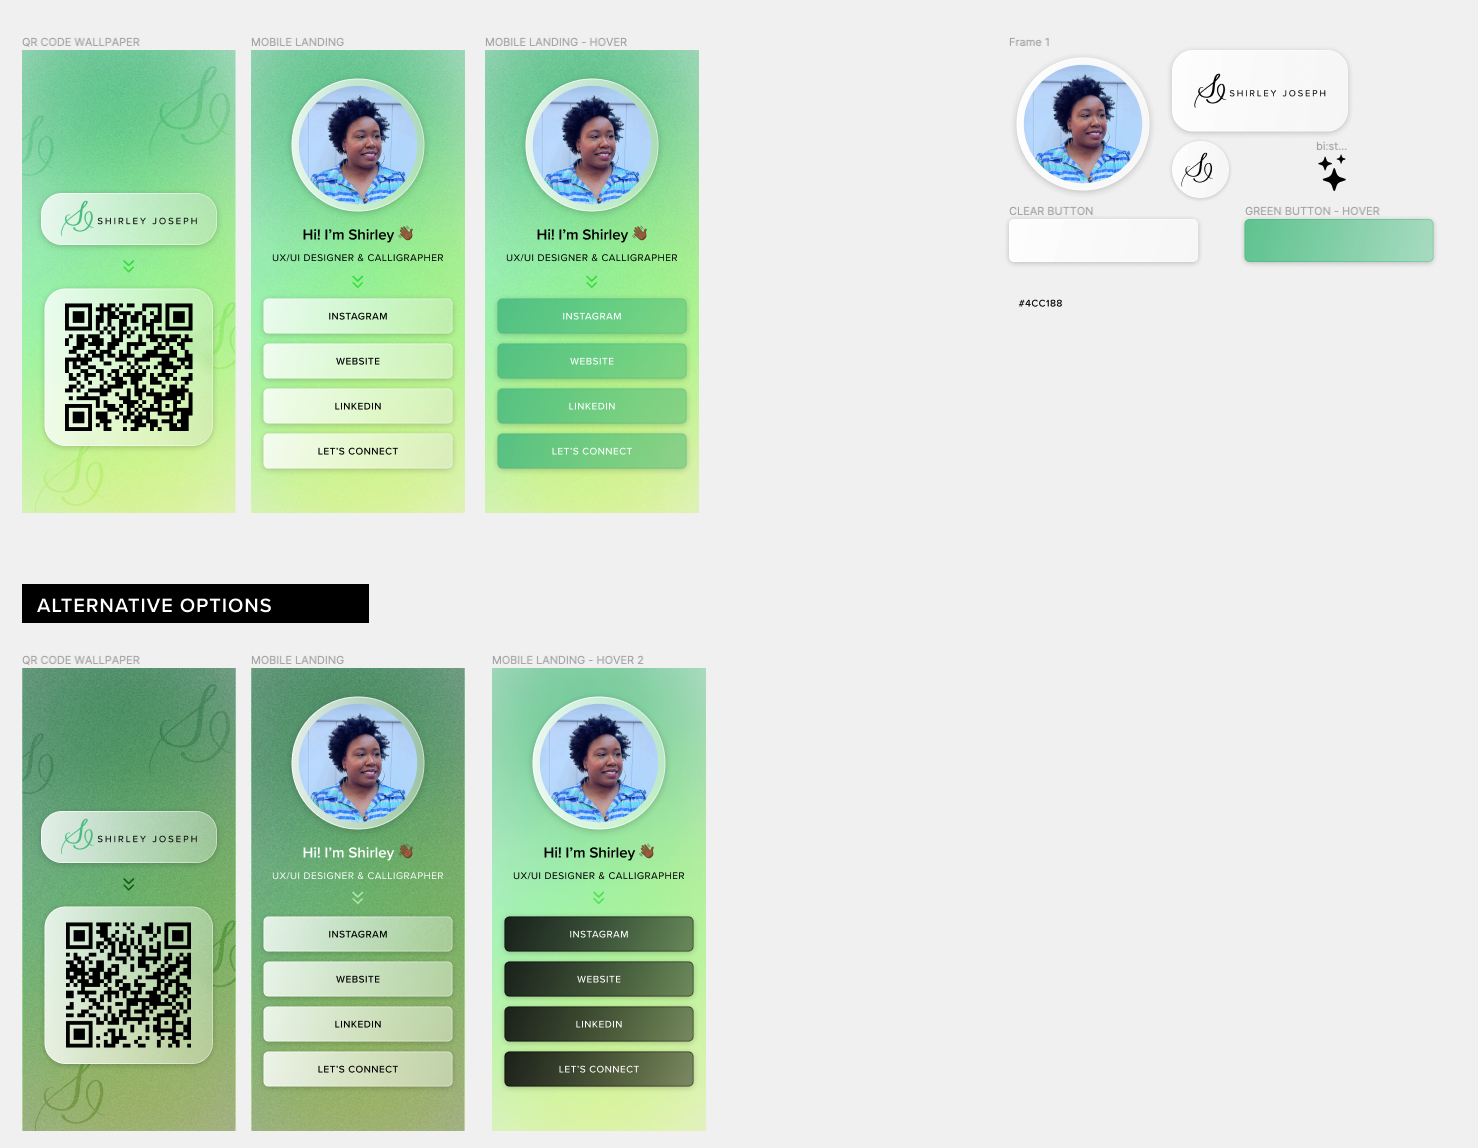 QR CODE WALLPAPER
SHIRLEY JOSEPH
MOBILE LANDING
Hi! I'm Shirley 👋🏾
UX/UI DESIGNER & CALLIGRAPHER
INSTAGRAM
WEBSITE
LINKEDIN
LET'S CONNECT
MOBILE LANDING - HOVER
Hi! I'm Shirley 👋🏾
UX/UI DESIGNER & CALLIGRAPHER
INSTAGRAM
WEBSITE
LINKEDIN
LET'S CONNECT
Frame 1
SHIRLEY JOSEPH
bi:st...
CLEAR BUTTON
GREEN BUTTON - HOVER
#4CC188
ALTERNATIVE OPTIONS
QR CODE WALLPAPER
SHIRLEY JOSEPH
MOBILE LANDING
Hi! I'm Shirley 👋🏾
UX/UI DESIGNER & CALLIGRAPHER
INSTAGRAM
WEBSITE
LINKEDIN
LET'S CONNECT
MOBILE LANDING - HOVER 2
Hi! I'm Shirley 👋🏾
UX/UI DESIGNER & CALLIGRAPHER
INSTAGRAM
WEBSITE
LINKEDIN
LET'S CONNECT